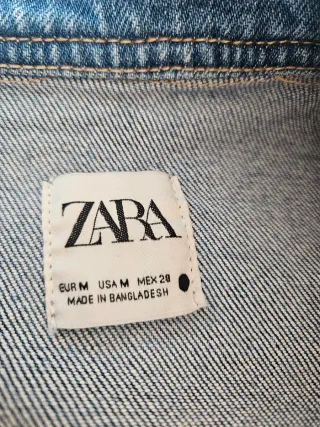 ZARA
EUR M USA M MEX 28
MADE IN BANGLADESH